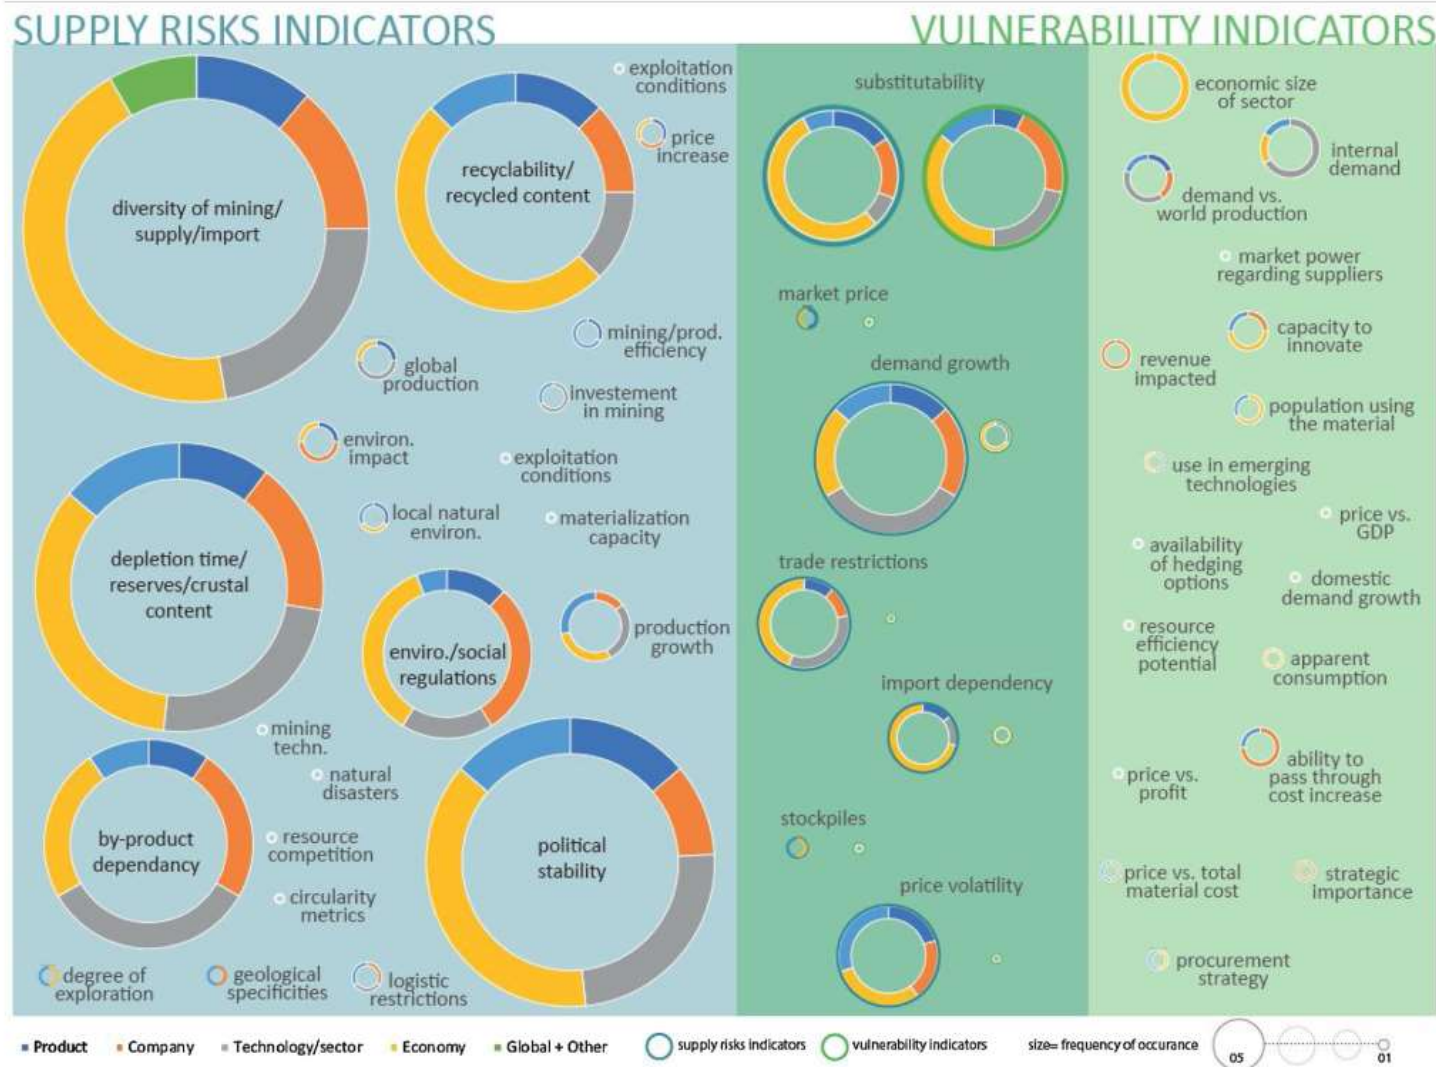 SUPPLY RISKS INDICATORS
VULNERABILITY INDICATORS
diversity of mining/
supply/import
recyclability/
recycled content
exploitation
conditions
price
increase
mining/prod.
efficiency
global
production
investement
in mining
environ.
impact
exploitation
conditions
local natural
environ.
materialization
capacity
depletion time/
reserves/crustal
content
enviro./social
regulations
production
growth
mining
techn.
natural
disasters
by-product
dependancy
resource
competition
circularity
metrics
political
stability
degree of
exploration
geological
specificities
logistic
restrictions
substitutability
market price
demand growth
trade restrictions
import dependency
stockpiles
price volatility
economic size
of sector
internal
demand
demand vs.
world production
market power
regarding suppliers
capacity to
innovate
revenue
impacted
population using
the material
use in emerging
technologies
price vs.
GDP
availability
of hedging
options
domestic
demand growth
resource
efficiency
potential
apparent
consumption
ability to
pass through
cost increase
price vs.
profit
price vs. total
material cost
strategic
importance
procurement
strategy
Product
Company
Technology/sector
Economy
Global + Other
supply risks indicators
vulnerability indicators
size= frequency of occurance
05
01